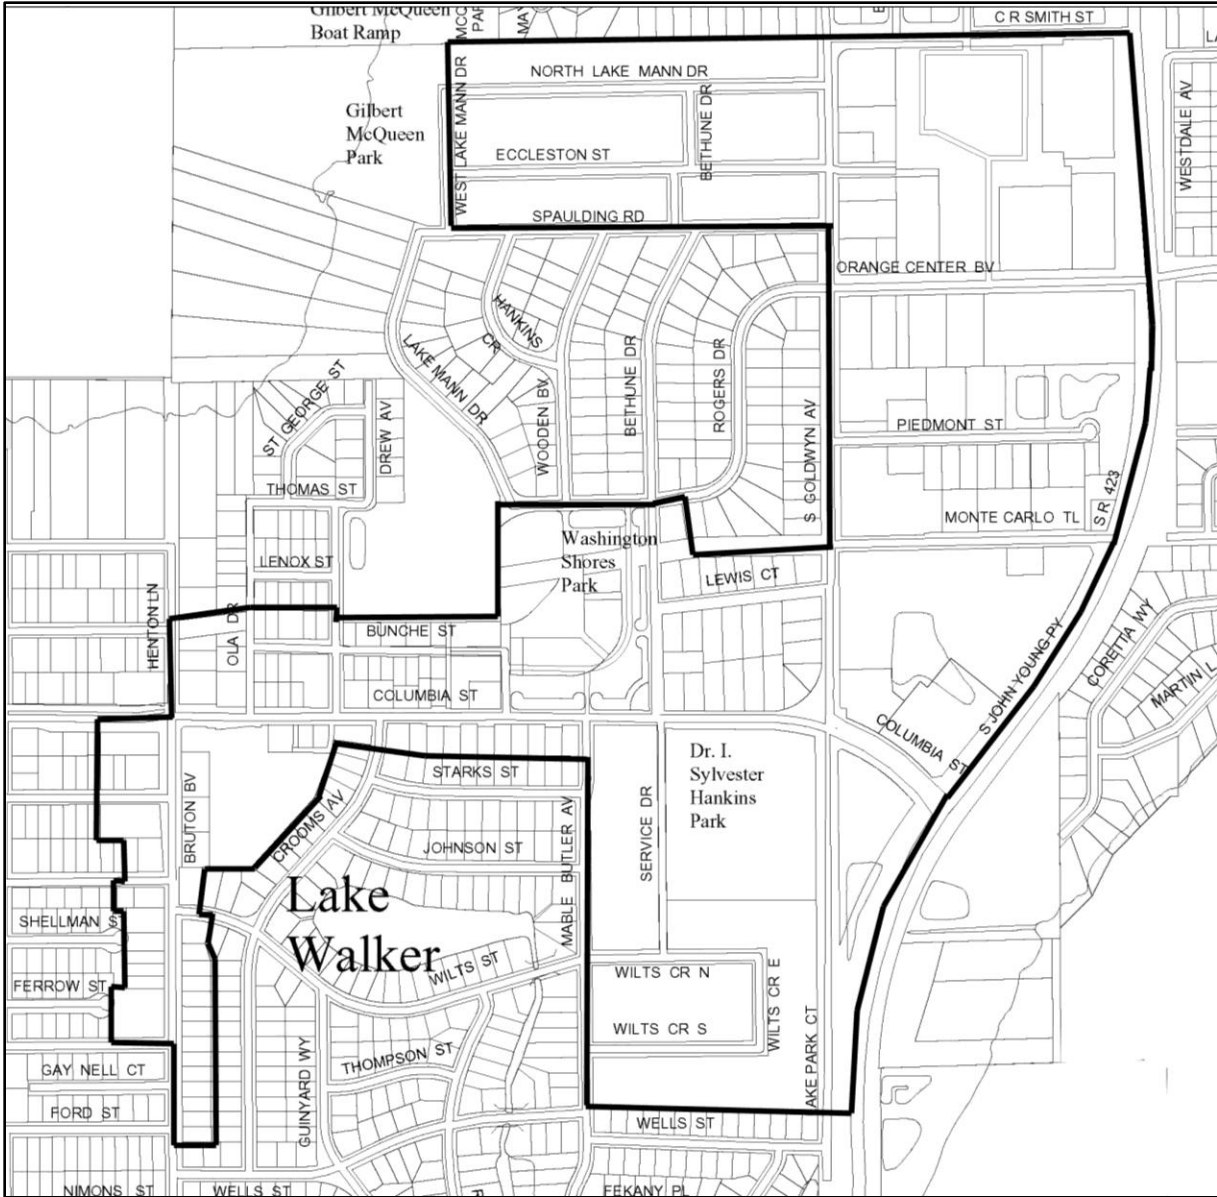 Gilbert McQueen
Boat Ramp
C R SMITH ST
NORTH LAKE MANN DR
WEST LAKE MANN DR
Gilbert
McQueen
Park
BETHUNE DR
WESTDALE AV
ECCLESTON ST
SPAULDING RD
ORANGE CENTER BV
HANKINS
CR
LAKE MANN DR
ST GEORGE ST
DREW AV
WOODEN BV
BETHUNE DR
ROGERS DR
S GOLDWYN AV
PIEDMONT ST
THOMAS ST
S R 423
MONTE CARLO TL
Washington
Shores
Park
LENOX ST
LEWIS CT
HENTON LN
OLA DR
BUNCHE ST
COLUMBIA ST
S JOHN YOUNG PY
CORETTA WY
MARTIN L
COLUMBIA ST
Dr. I.
Sylvester
Hankins
Park
STARKS ST
BRUTON BV
CROOMS AV
JOHNSON ST
MABLE BUTLER AV
SERVICE DR
Lake
Walker
SHELLMAN S
WILTS ST
FERROW ST
WILTS CR N
WILTS CR E
WILTS CR S
AKE PARK CT
GUINYARD WY
THOMPSON ST
GAY NELL CT
FORD ST
WELLS ST
NIMONS ST
WELLS ST
FEKANY PL